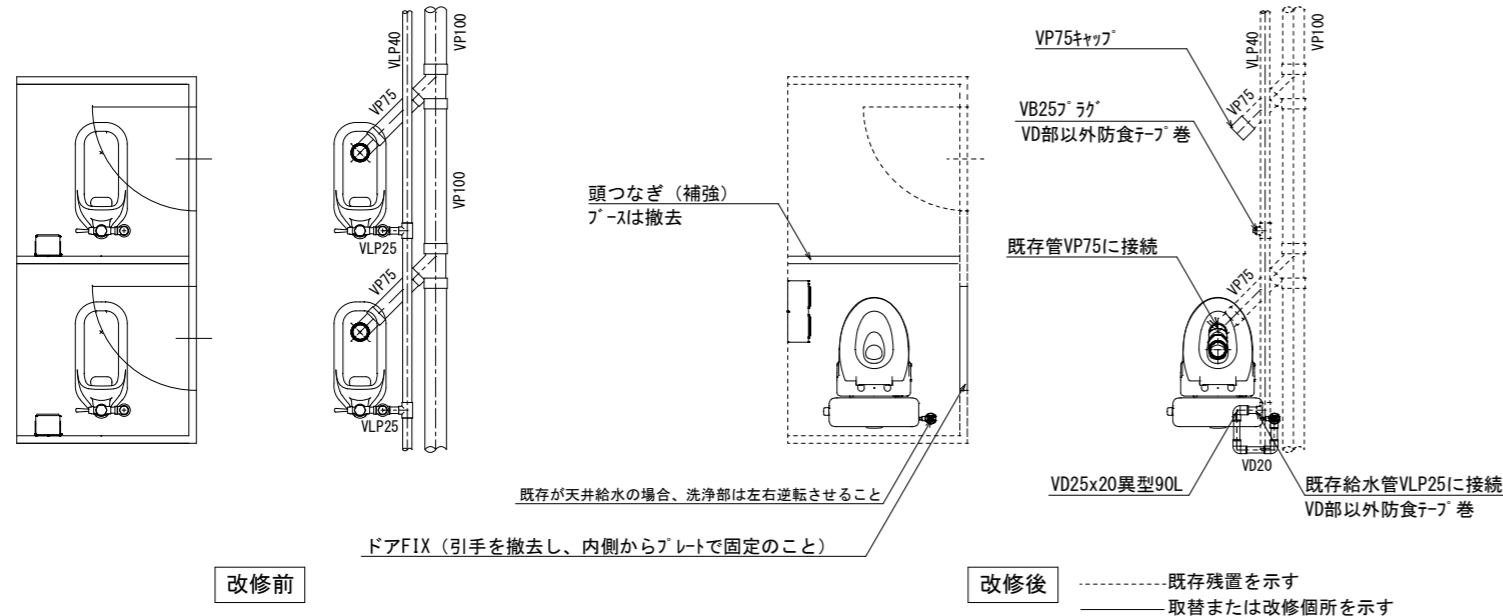 VP100
VLP40
VP75
VP100
VLP25
VP75
VLP25
改修前
頭つなぎ（補強）
ブースは撤去
既存が天井給水の場合、洗浄部は左右逆転させること
ドアFIX（引手を撤去し、内側からプレートで固定のこと）
VP100
VLP40
VP75キャップ
VP75
VB25プラグ
VD部以外防食テープ巻
既存管VP75に接続
VP75
VD20
VD25x20異型90L
既存給水管VLP25に接続
VD部以外防食テープ巻
改修後
既存残置を示す
取替または改修個所を示す